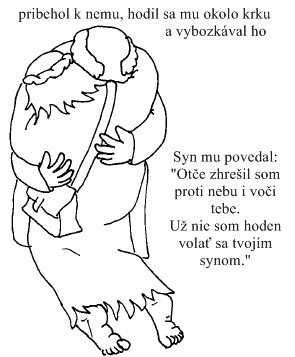 pribehol k nemu, hodil sa mu okolo krku
a vybozkával ho
Syn mu povedal:
"Otče zhrešil som
proti nebu i voči
tebe.
Už nie som hoden
volať sa tvojím
synom."